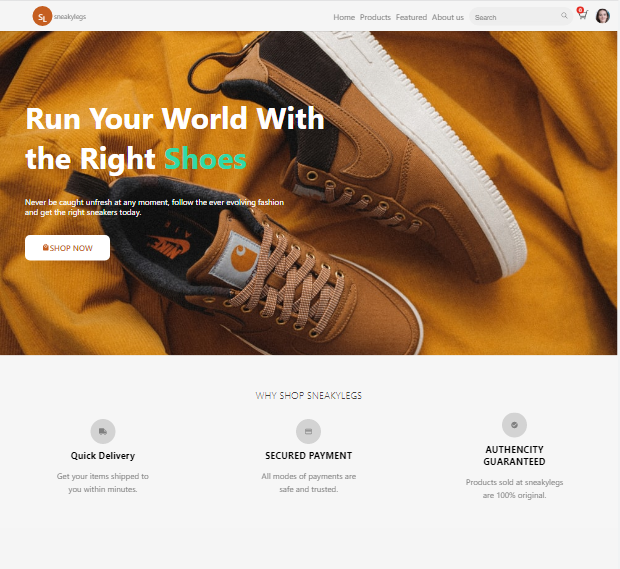 SL sneakylegs
Home Products Featured About us
Search
0
Run Your World With
the Right Shoes
Never be caught unfresh at any moment, follow the ever evolving fashion
and get the right sneakers today.
SHOP NOW
NIKE
AIR
WHY SHOP SNEAKYLEGS
Quick Delivery
Get your items shipped to
you within minutes.
SECURED PAYMENT
All modes of payments are
safe and trusted.
AUTHENCITY
GUARANTEED
Products sold at sneakylegs
are 100% original.